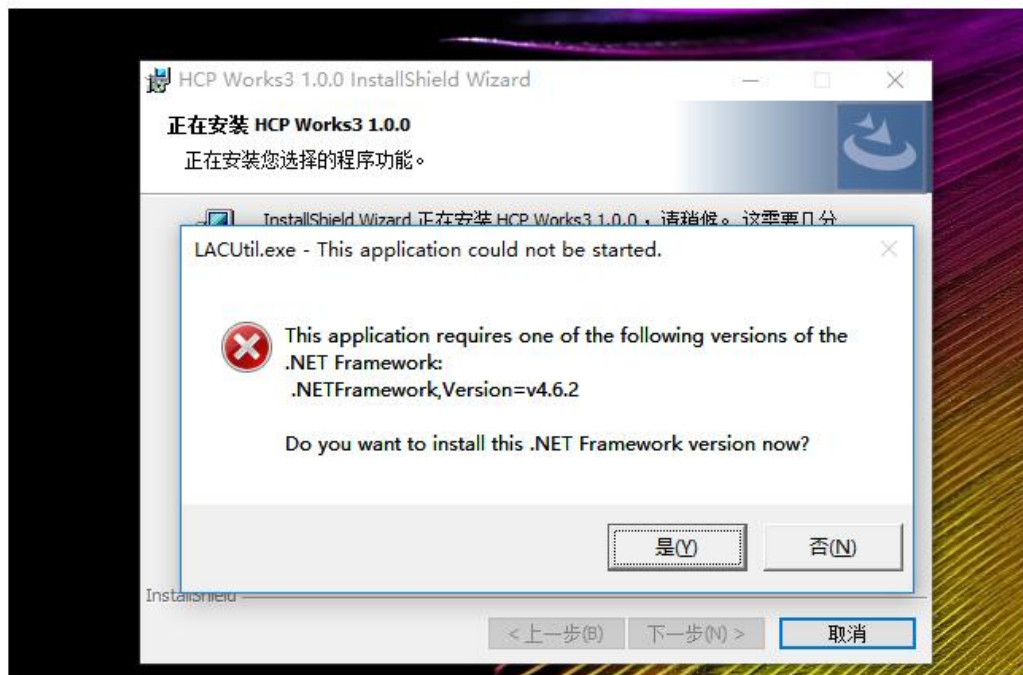 HCP Works3 1.0.0 InstallShield Wizard
正在安装 HCP Works3 1.0.0
正在安装您选择的程序功能。
InstallShield Wizard 正在安装 HCP Works3 1.0.0，请稍候。 这需要几分
LACUtil.exe - This application could not be started.
This application requires one of the following versions of the
.NET Framework:
.NETFramework,Version=v4.6.2
Do you want to install this .NET Framework version now?
是(Y)
否(N)
InstallShield
<上一步(B)
下一步(N) >
取消